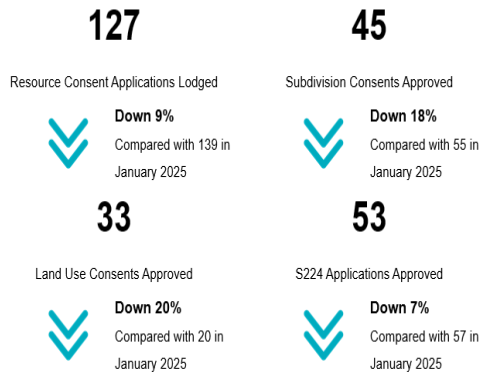 127
Resource Consent Applications Lodged
Down 9%
Compared with 139 in
January 2025
45
Subdivision Consents Approved
Down 18%
Compared with 55 in
January 2025
33
Land Use Consents Approved
Down 20%
Compared with 20 in
January 2025
53
S224 Applications Approved
Down 7%
Compared with 57 in
January 2025